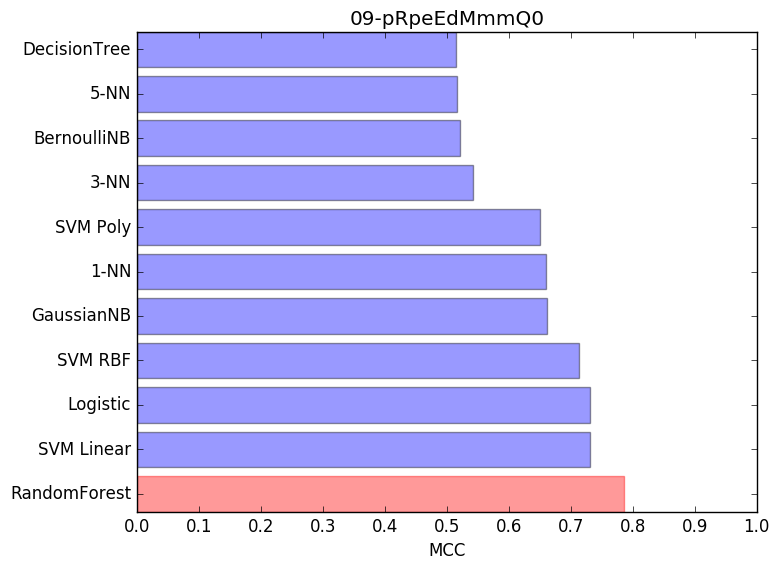 09-pRpeEdMmmQ0
DecisionTree
5-NN
BernoulliNB
3-NN
SVM Poly
1-NN
GaussianNB
SVM RBF
Logistic
SVM Linear
RandomForest
0.0 0.1 0.2 0.3 0.4 0.5 0.6 0.7 0.8 0.9 1.0
MCC